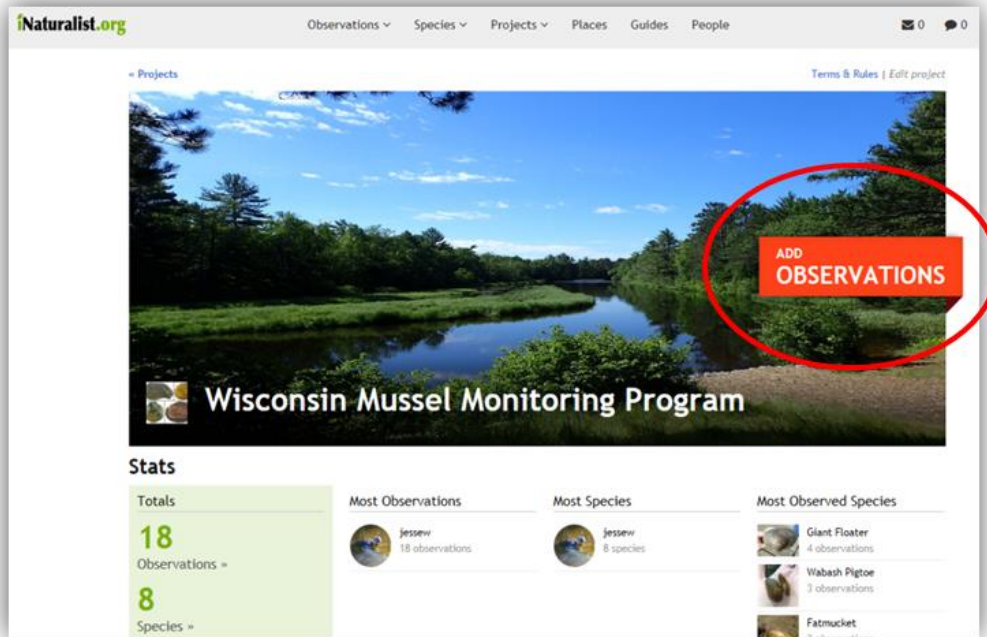 iNaturalist.org
Observations Species Projects Places Guides People 0 0
« Projects
Terms & Rules | Edit project
ADD
OBSERVATIONS
Wisconsin Mussel Monitoring Program
Stats
Totals
18
Observations »
8
Species »
Most Observations
jessew
18 observations
Most Species
jessew
8 species
Most Observed Species
Giant Floater
4 observations
Wabash Pigtoe
3 observations
Fatmucket